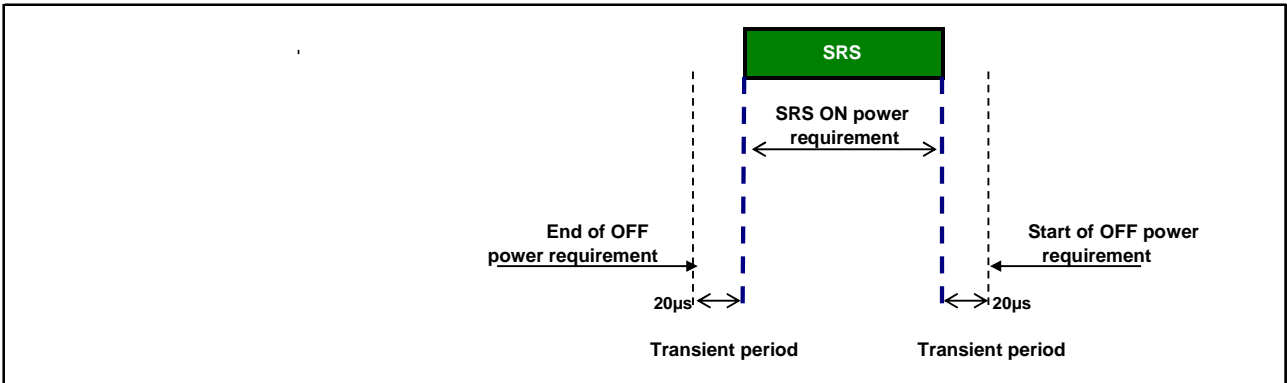 SRS
SRS ON power
requirement
End of OFF
power requirement
Start of OFF power
requirement
20µs
20µs
Transient period
Transient period